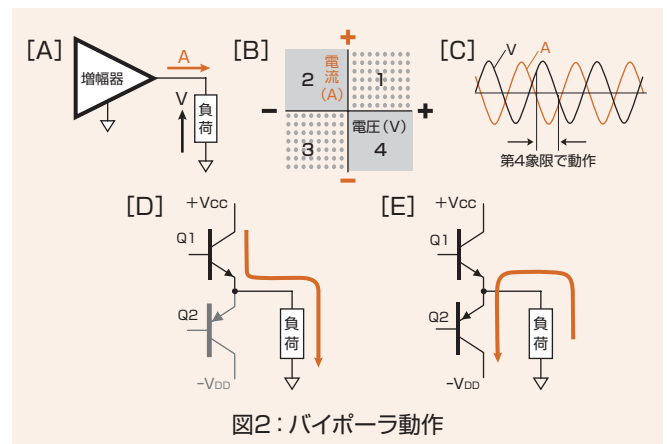 [A]
増幅器
A
V
負荷
[B]
+
2
電流(A)
1
−
+
電圧(V)
3
4
−
[C]
V
A
第4象限で動作
[D]
+Vcc
Q1
Q2
負荷
−VDD
[E]
+Vcc
Q1
Q2
負荷
−VDD
図2：バイポーラ動作